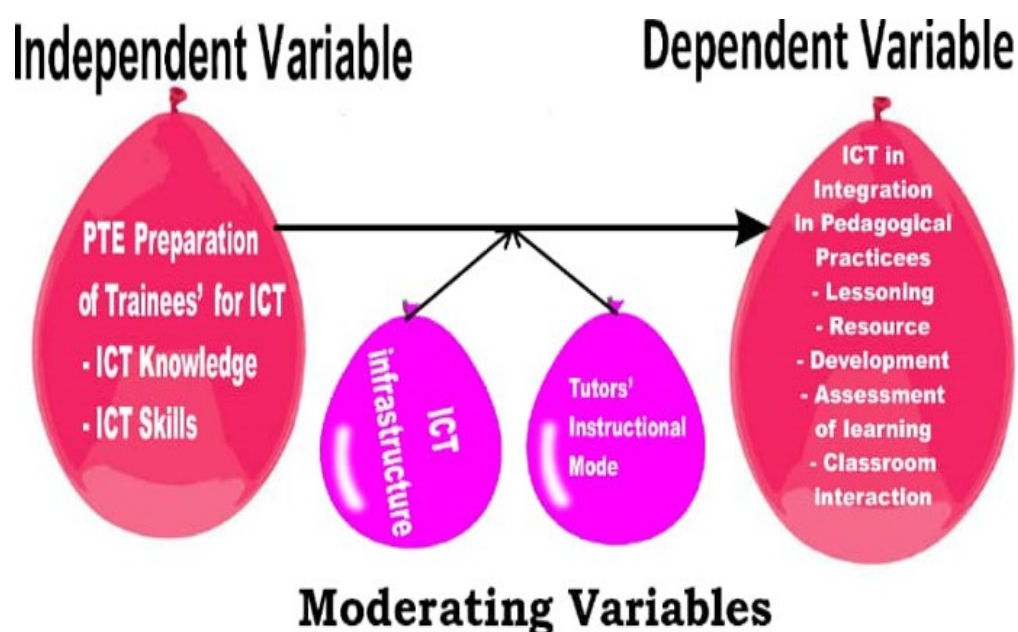 Independent Variable
Dependent Variable
PTE Preparation
of Trainees' for ICT
- ICT Knowledge
- ICT Skills
ICT
infrastructure
Tutors'
Instructional
Mode
ICT in
Integration
in Pedagogical
Practicees
- Lessoning
- Resource
- Development
- Assessment
of learning
- Classroom
Interaction
Moderating Variables